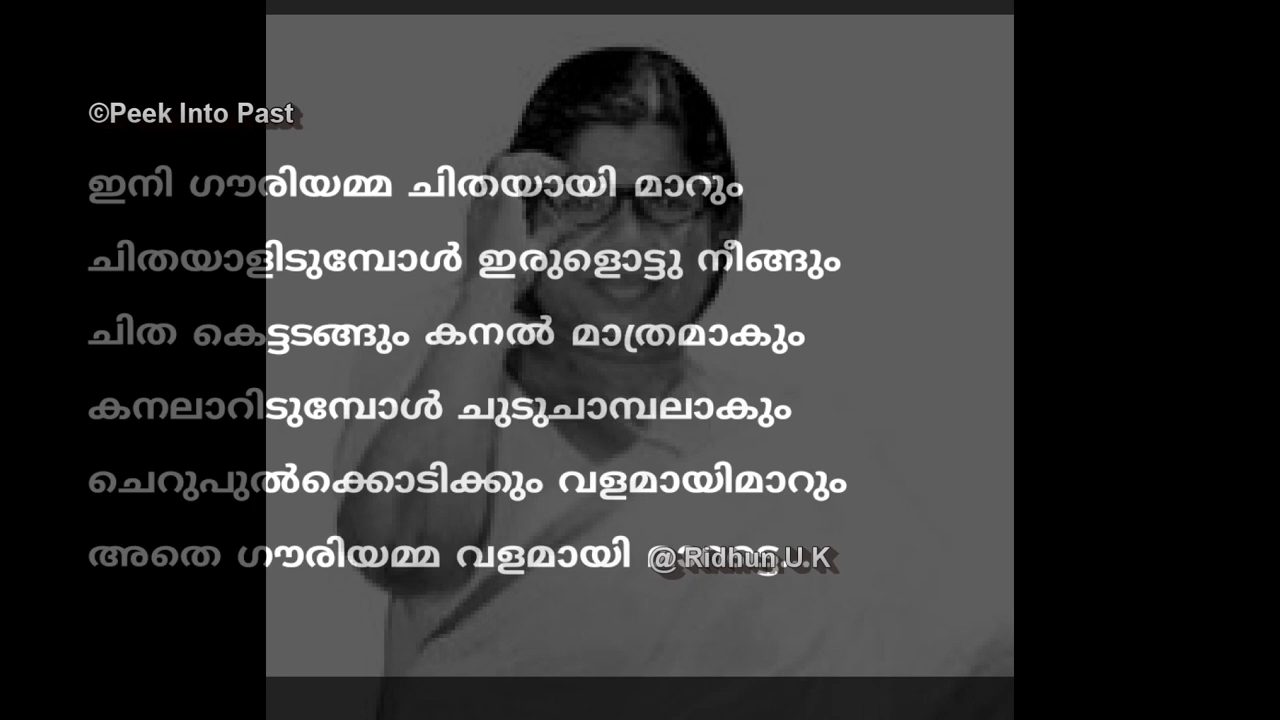 ©Peek Into Past
ഇനി ഗൗരിയമ്മ ചിതയായി മാറും
ചിതയാളിടുമ്പോൾ ഇരുളൊട്ടു നീങ്ങും
ചിത കെട്ടടങ്ങും കനൽ മാത്രമാകും
കനലാറിടുമ്പോൾ ചുടുചാമ്പലാകും
ചെറുപുൽക്കൊടിക്കും വളമായിമാറും
അതെ ഗൗരിയമ്മ വളമായി
@ Ridhun U.K